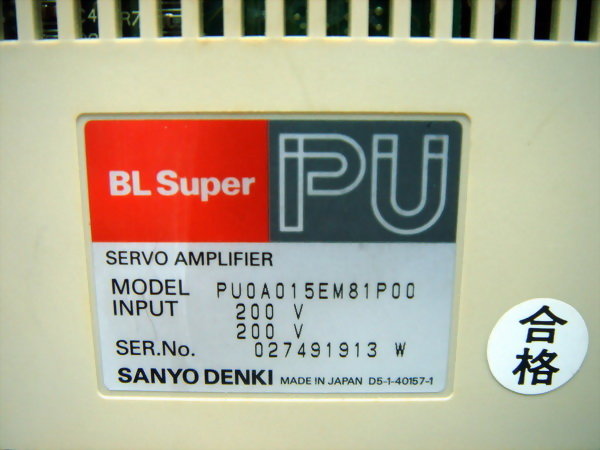 BL Super PU
SERVO AMPLIFIER
MODEL PU0A015EM81P00
INPUT 200 V
200 V
SER.No. 027491913 W
SANYO DENKI MADE IN JAPAN D5-1-40157-1
合格